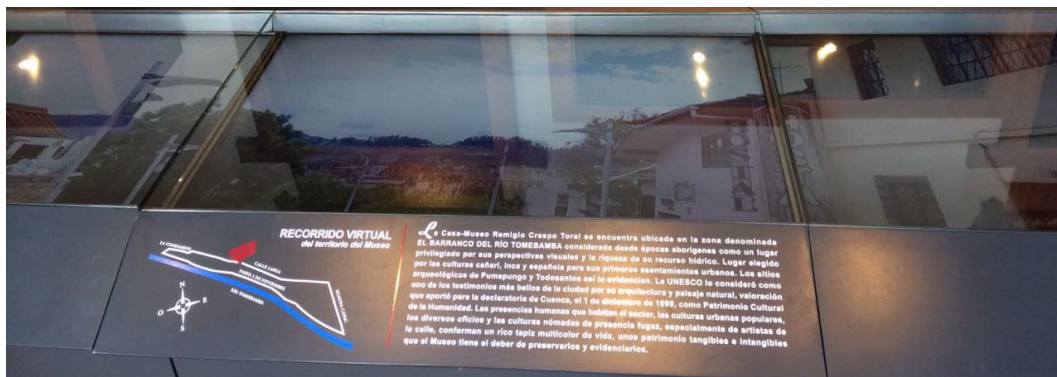 RECORRIDO VIRTUAL
del territorio del Museo
LA CONDAMINE
CALLE LARGA
PASEO 3 DE NOVIEMBRE
RÍO TOMEBAMBA
N
E
S
O
La Casa-Museo Remigio Crespo Toral se encuentra ubicada en la zona denominada
EL BARRANCO DEL RÍO TOMEBAMBA considerada desde épocas aborígenes como un lugar
privilegiado por sus perspectivas visuales y la riqueza de su recurso hídrico. Lugar elegido
por las culturas cañari, inca y española para sus primeros asentamientos urbanos. Los sitios
arqueológicos de Pumapungo y Todosantos así lo evidencian. La UNESCO lo consideró como
uno de los testimonios más bellos de la ciudad por su arquitectura y paisaje natural, valoración
que aportó para la declaratoria de Cuenca, el 1 de diciembre de 1999, como Patrimonio Cultural
de la Humanidad. Las presencias humanas que habitan el sector, las culturas urbanas populares,
los diversos oficios y las culturas nómadas de presencia fugaz, especialmente de artistas de
la calle, conforman un rico tapiz multicolor de vida, unos patrimonio tangibles e intangibles
que el Museo tiene el deber de preservarlos y evidenciarlos.